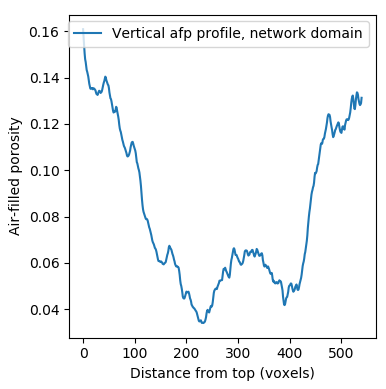 Vertical afp profile, network domain
0.16
0.14
0.12
0.10
0.08
0.06
0.04
Air-filled porosity
0 100 200 300 400 500
Distance from top (voxels)